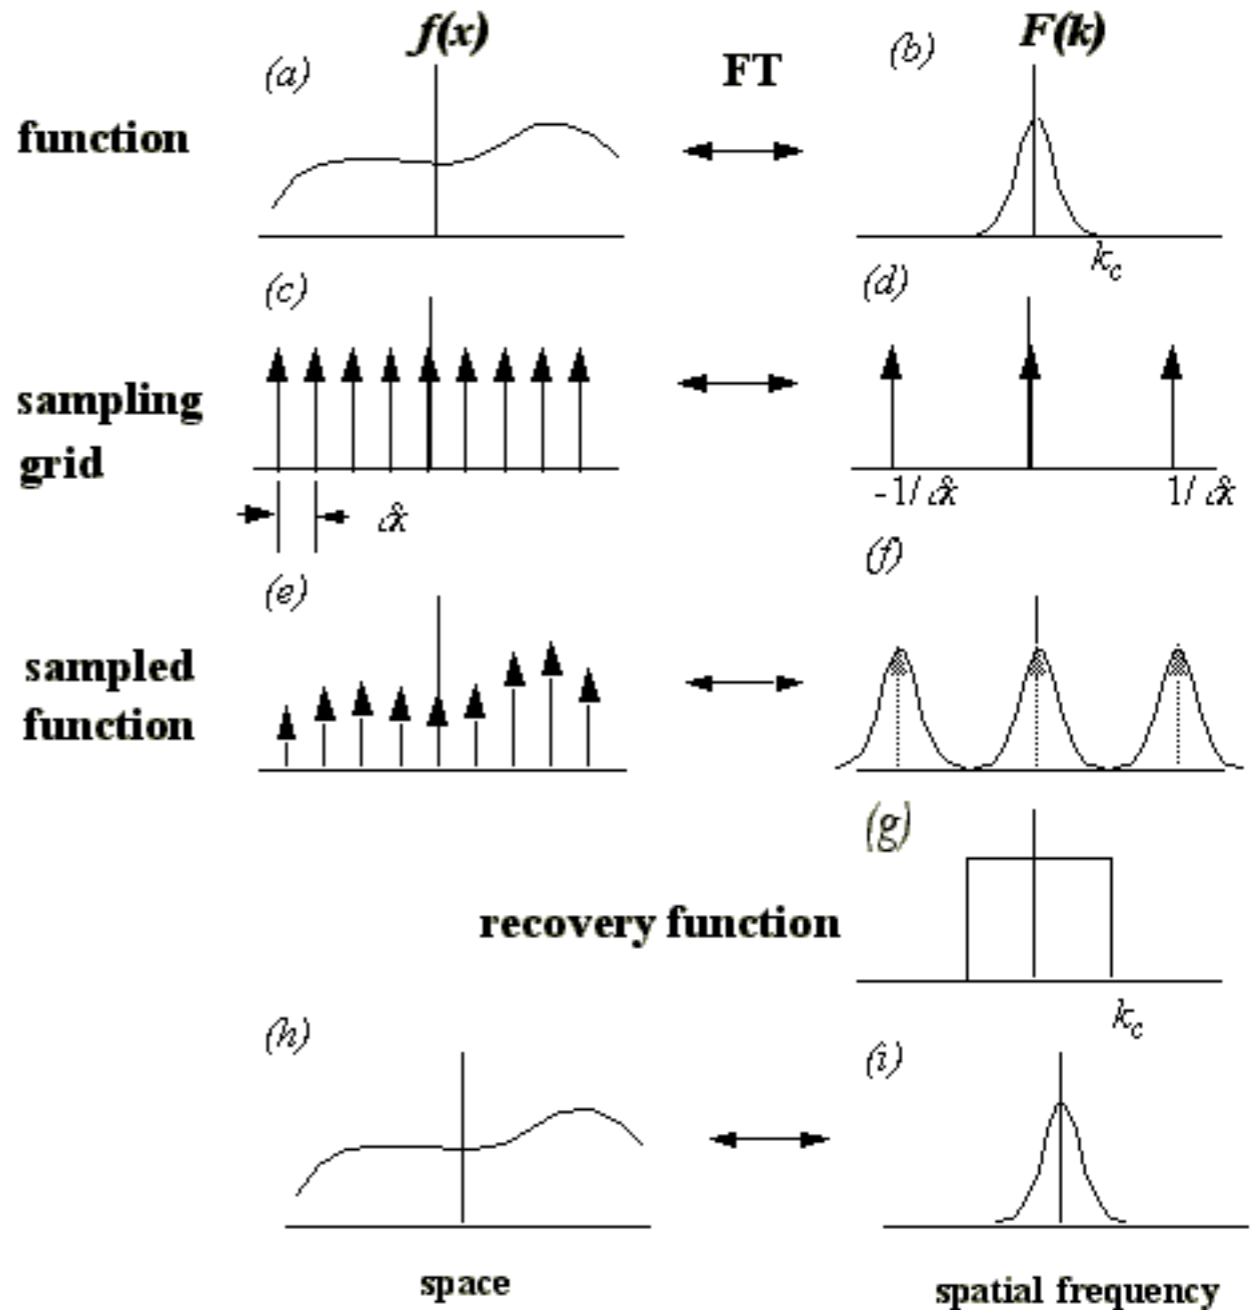 f(x)
F(k)
(a)
FT
(b)
function
k_c
(c)
(d)
sampling
grid
δx
-1/ δx
1/ δx
(e)
(f)
sampled
function
(g)
recovery function
k_c
(h)
(i)
space
spatial frequency